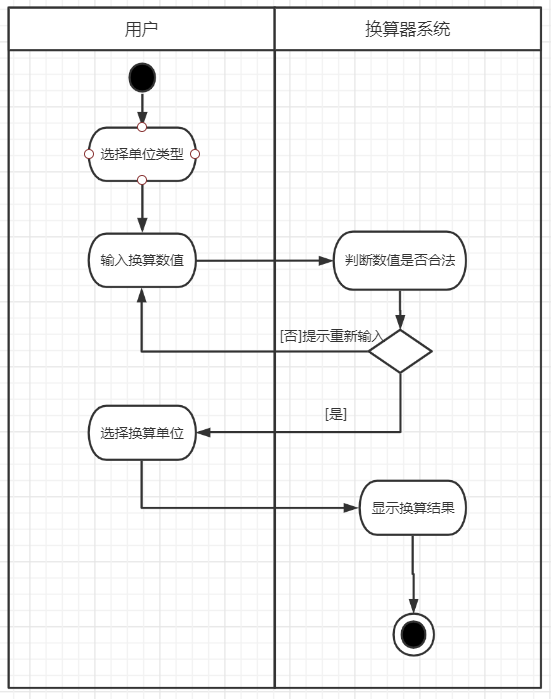 用户
换算器系统
选择单位类型
输入换算数值
判断数值是否合法
[否]提示重新输入
[是]
选择换算单位
显示换算结果